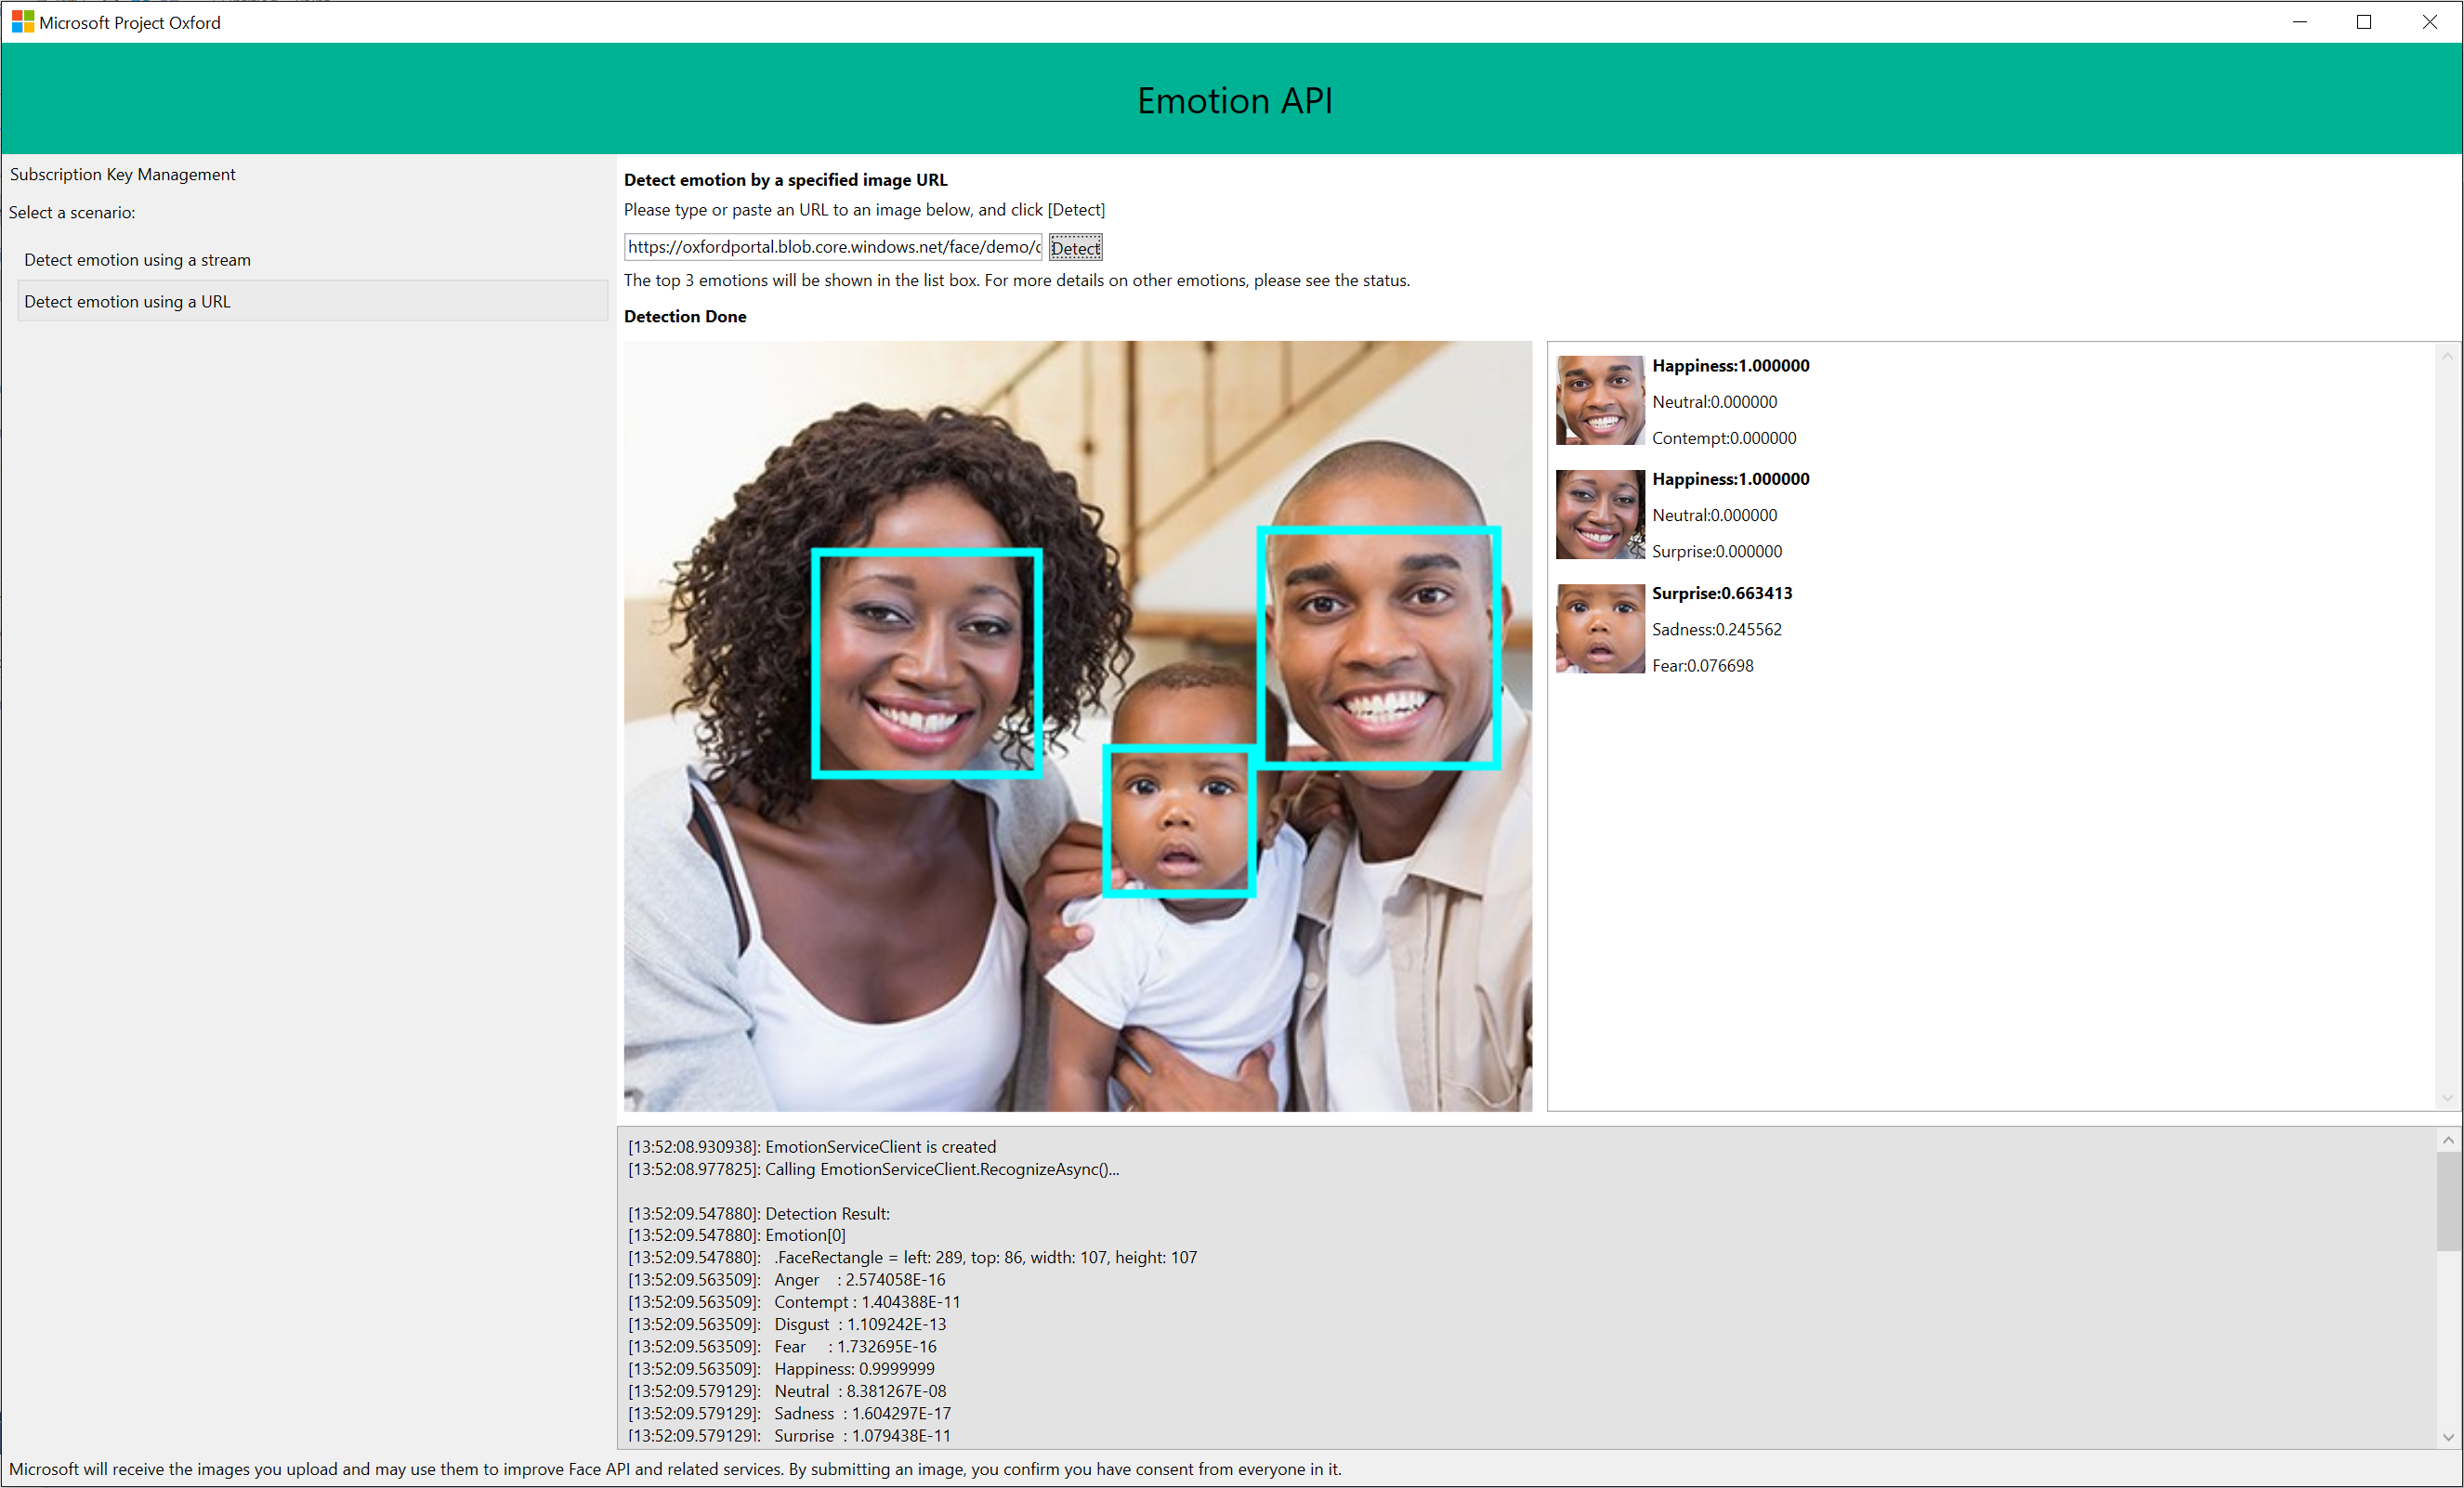 Microsoft Project Oxford
Emotion API
Subscription Key Management
Select a scenario:
Detect emotion using a stream
Detect emotion using a URL
Detect emotion by a specified image URL
Please type or paste an URL to an image below, and click [Detect]
https://oxfordportal.blob.core.windows.net/face/demo/
Detect
The top 3 emotions will be shown in the list box. For more details on other emotions, please see the status.
Detection Done
Happiness:1.000000
Neutral:0.000000
Contempt:0.000000
Happiness:1.000000
Neutral:0.000000
Surprise:0.000000
Surprise:0.663413
Sadness:0.245562
Fear:0.076698
[13:52:08.930938]: EmotionServiceClient is created
[13:52:08.977825]: Calling EmotionServiceClient.RecognizeAsync()...
[13:52:09.547880]: Detection Result:
[13:52:09.547880]: Emotion[0]
[13:52:09.547880]: .FaceRectangle = left: 289, top: 86, width: 107, height: 107
[13:52:09.563509]: Anger : 2.574058E-16
[13:52:09.563509]: Contempt : 1.404388E-11
[13:52:09.563509]: Disgust : 1.109242E-13
[13:52:09.563509]: Fear : 1.732695E-16
[13:52:09.563509]: Happiness: 0.9999999
[13:52:09.579129]: Neutral : 8.381267E-08
[13:52:09.579129]: Sadness : 1.604297E-17
[13:52:09.579129]: Surprise : 1.079438E-11
Microsoft will receive the images you upload and may use them to improve Face API and related services. By submitting an image, you confirm you have consent from everyone in it.